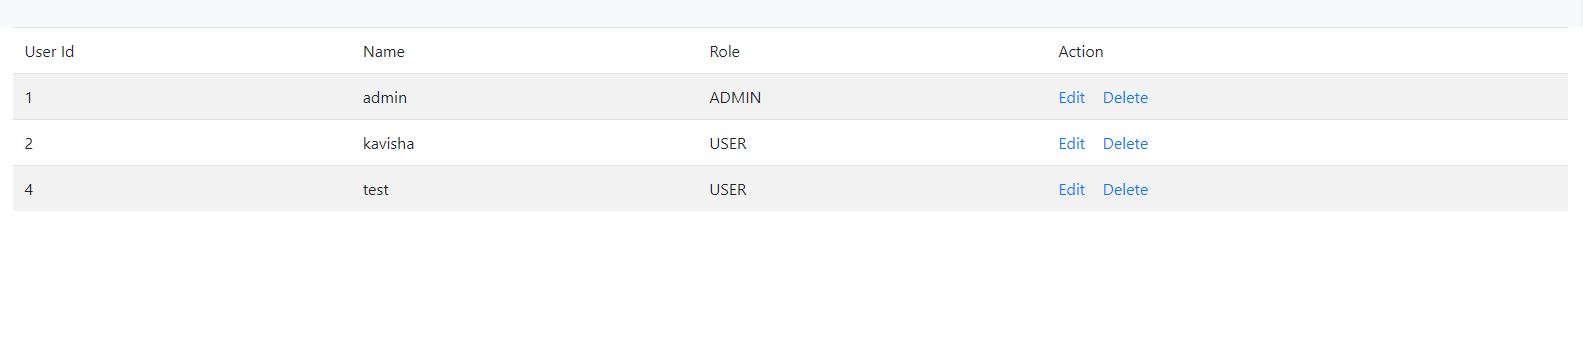 User Id Name Role Action
1 admin ADMIN Edit Delete
2 kavisha USER Edit Delete
4 test USER Edit Delete